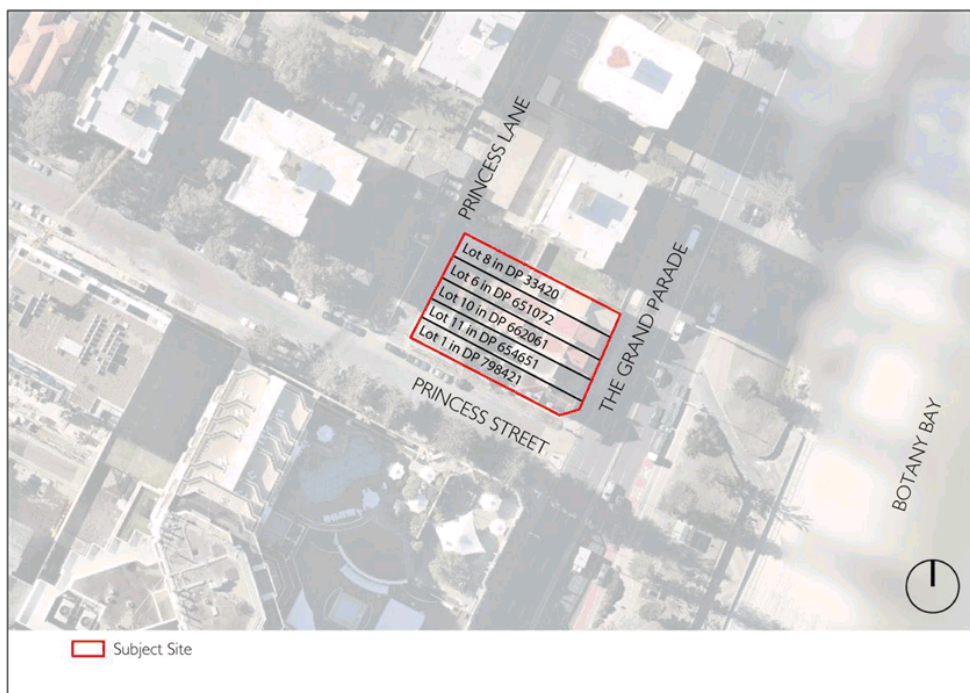 PRINCESS LANE
Lot 8 in DP 33420
Lot 6 in DP 651072
Lot 10 in DP 662061
Lot 11 in DP 654651
Lot 1 in DP 798421
THE GRAND PARADE
PRINCESS STREET
BOTANY BAY
Subject Site